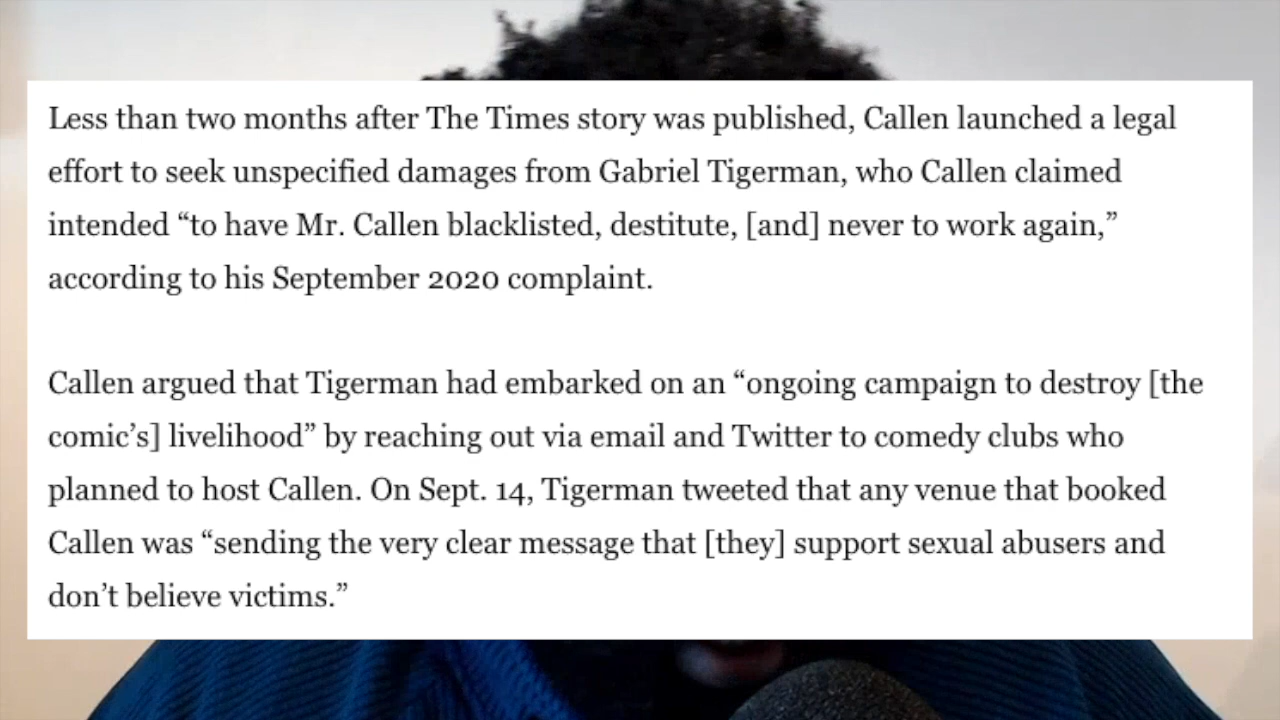 Less than two months after The Times story was published, Callen launched a legal
effort to seek unspecified damages from Gabriel Tigerman, who Callen claimed
intended “to have Mr. Callen blacklisted, destitute, [and] never to work again,”
according to his September 2020 complaint.
Callen argued that Tigerman had embarked on an “ongoing campaign to destroy [the
comic’s] livelihood” by reaching out via email and Twitter to comedy clubs who
planned to host Callen. On Sept. 14, Tigerman tweeted that any venue that booked
Callen was “sending the very clear message that [they] support sexual abusers and
don’t believe victims.”